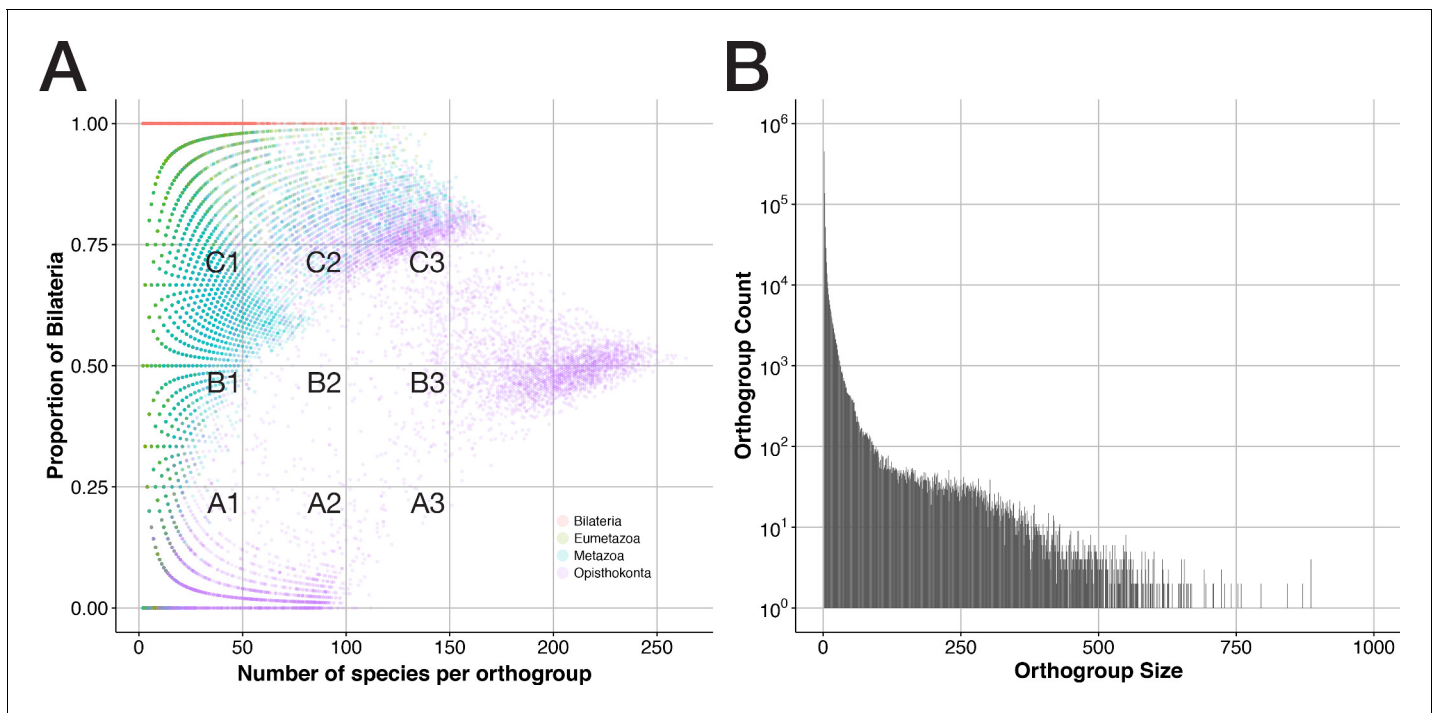 A
B
1.00
0.75
0.50
0.25
0.00
Proportion of Bilateria
C1 C2 C3
B1 B2 B3
A1 A2 A3
Bilateria
Eumetazoa
Metazoa
Opisthokonta
0 50 100 150 200 250
Number of species per orthogroup
10^6
10^5
10^4
10^3
10^2
10^1
10^0
Orthogroup Count
0 250 500 750 1000
Orthogroup Size